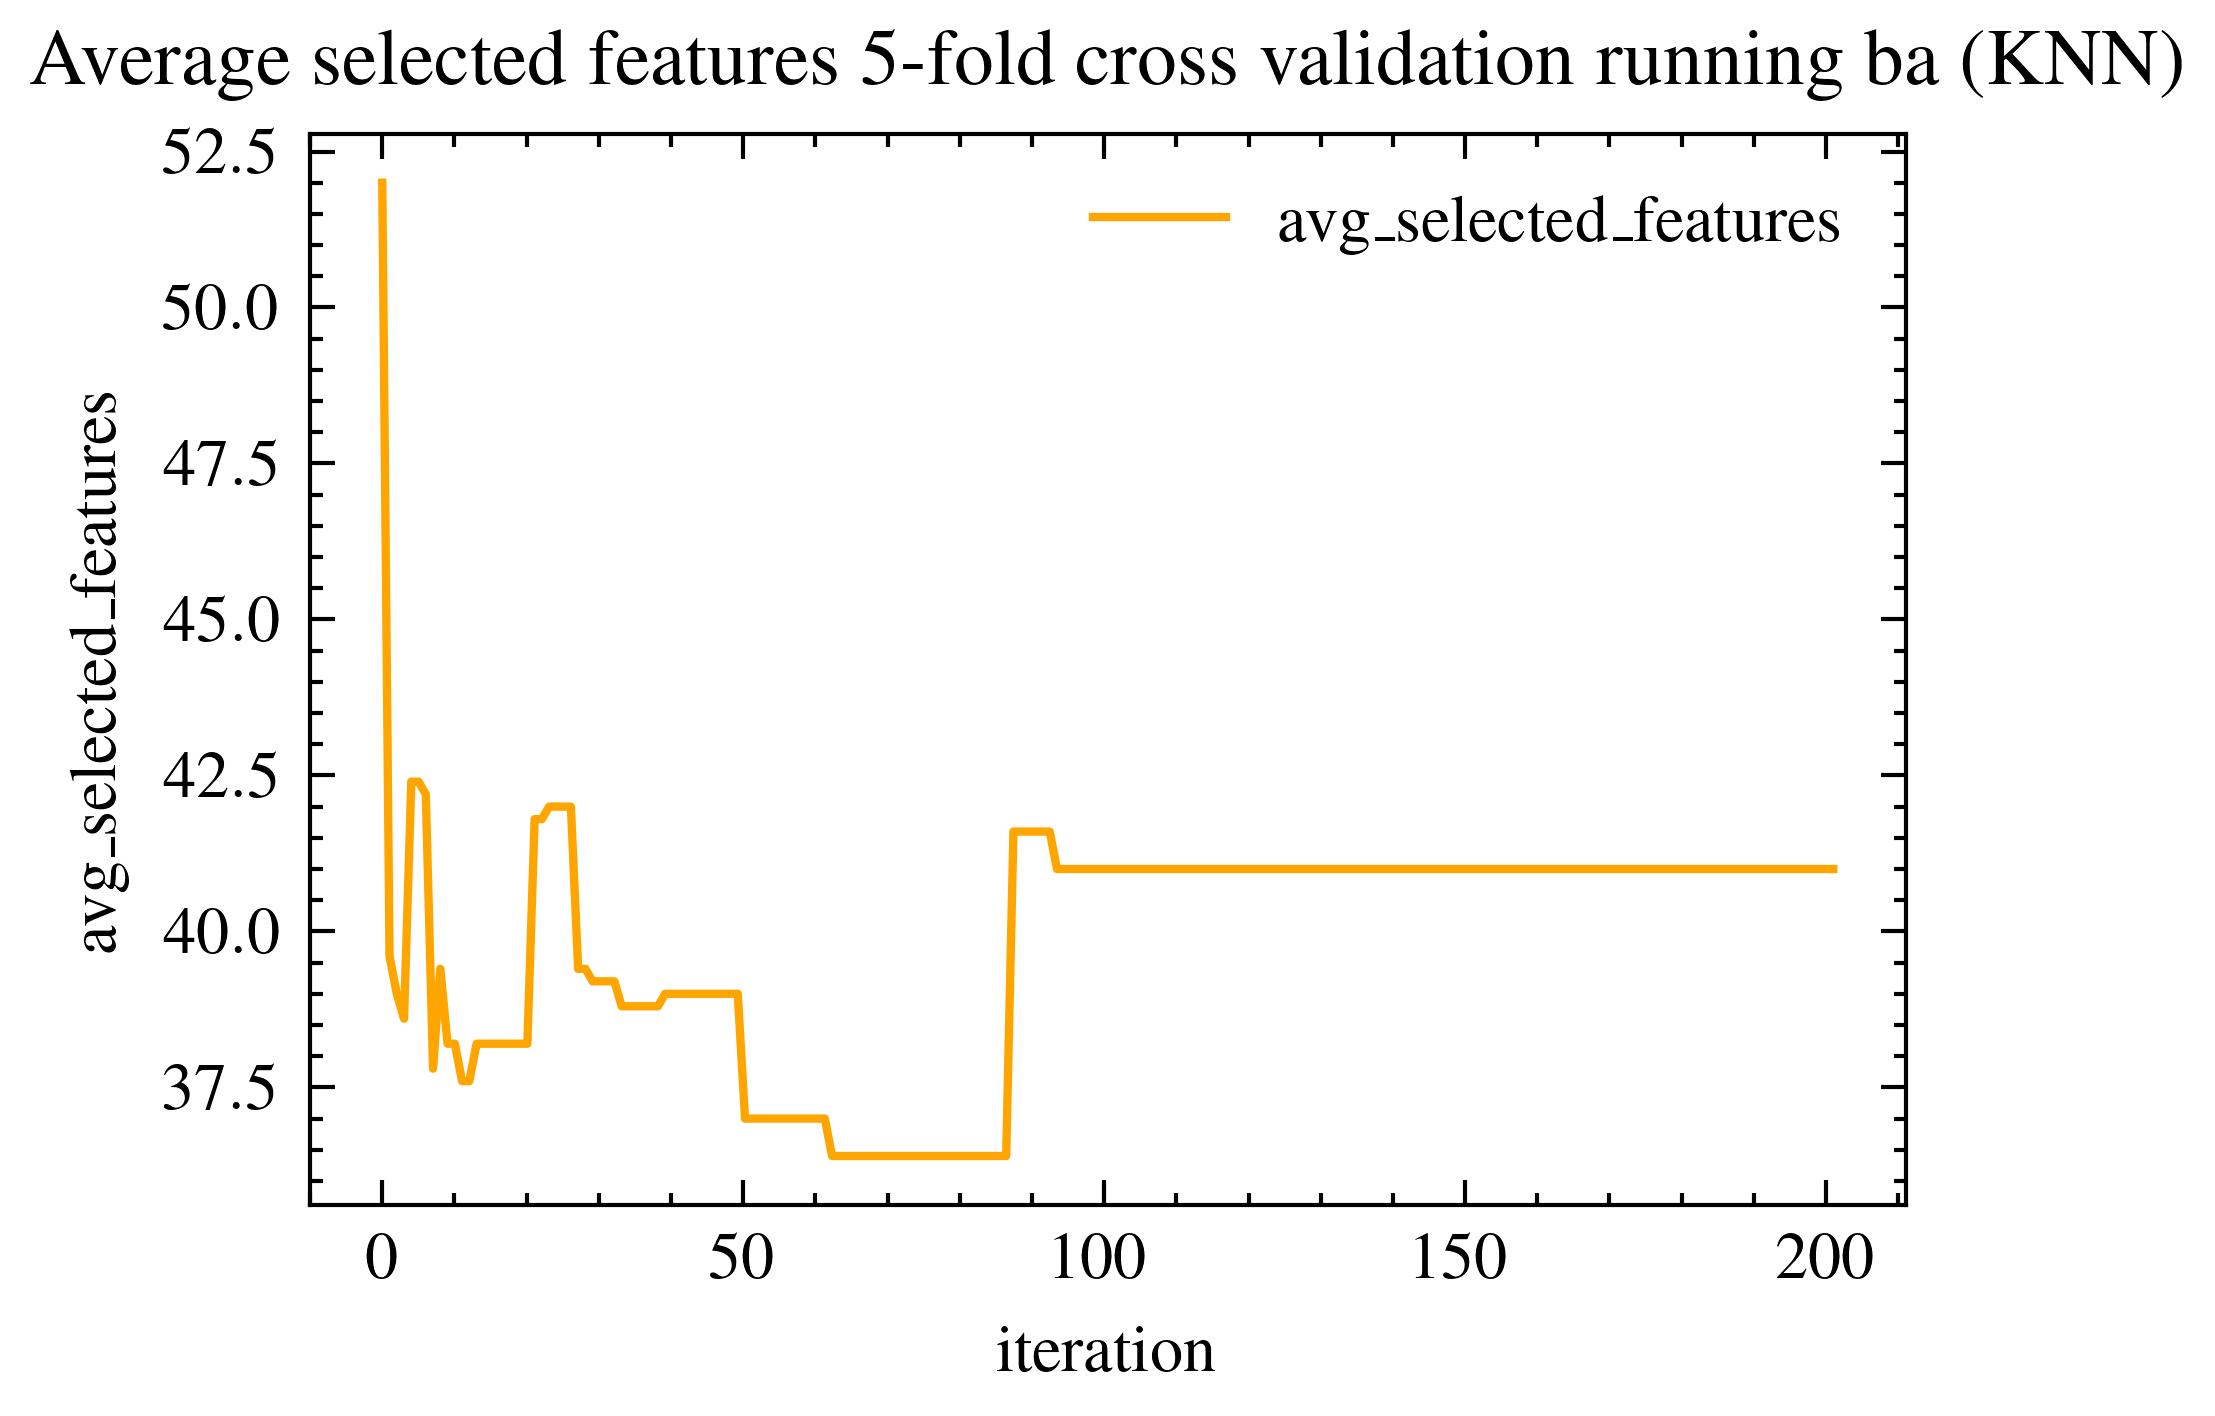 Average selected features 5-fold cross validation running ba (KNN)
52.5
avg_selected_features
50.0
47.5
45.0
42.5
40.0
37.5
avg_selected_features
0 50 100 150 200
iteration